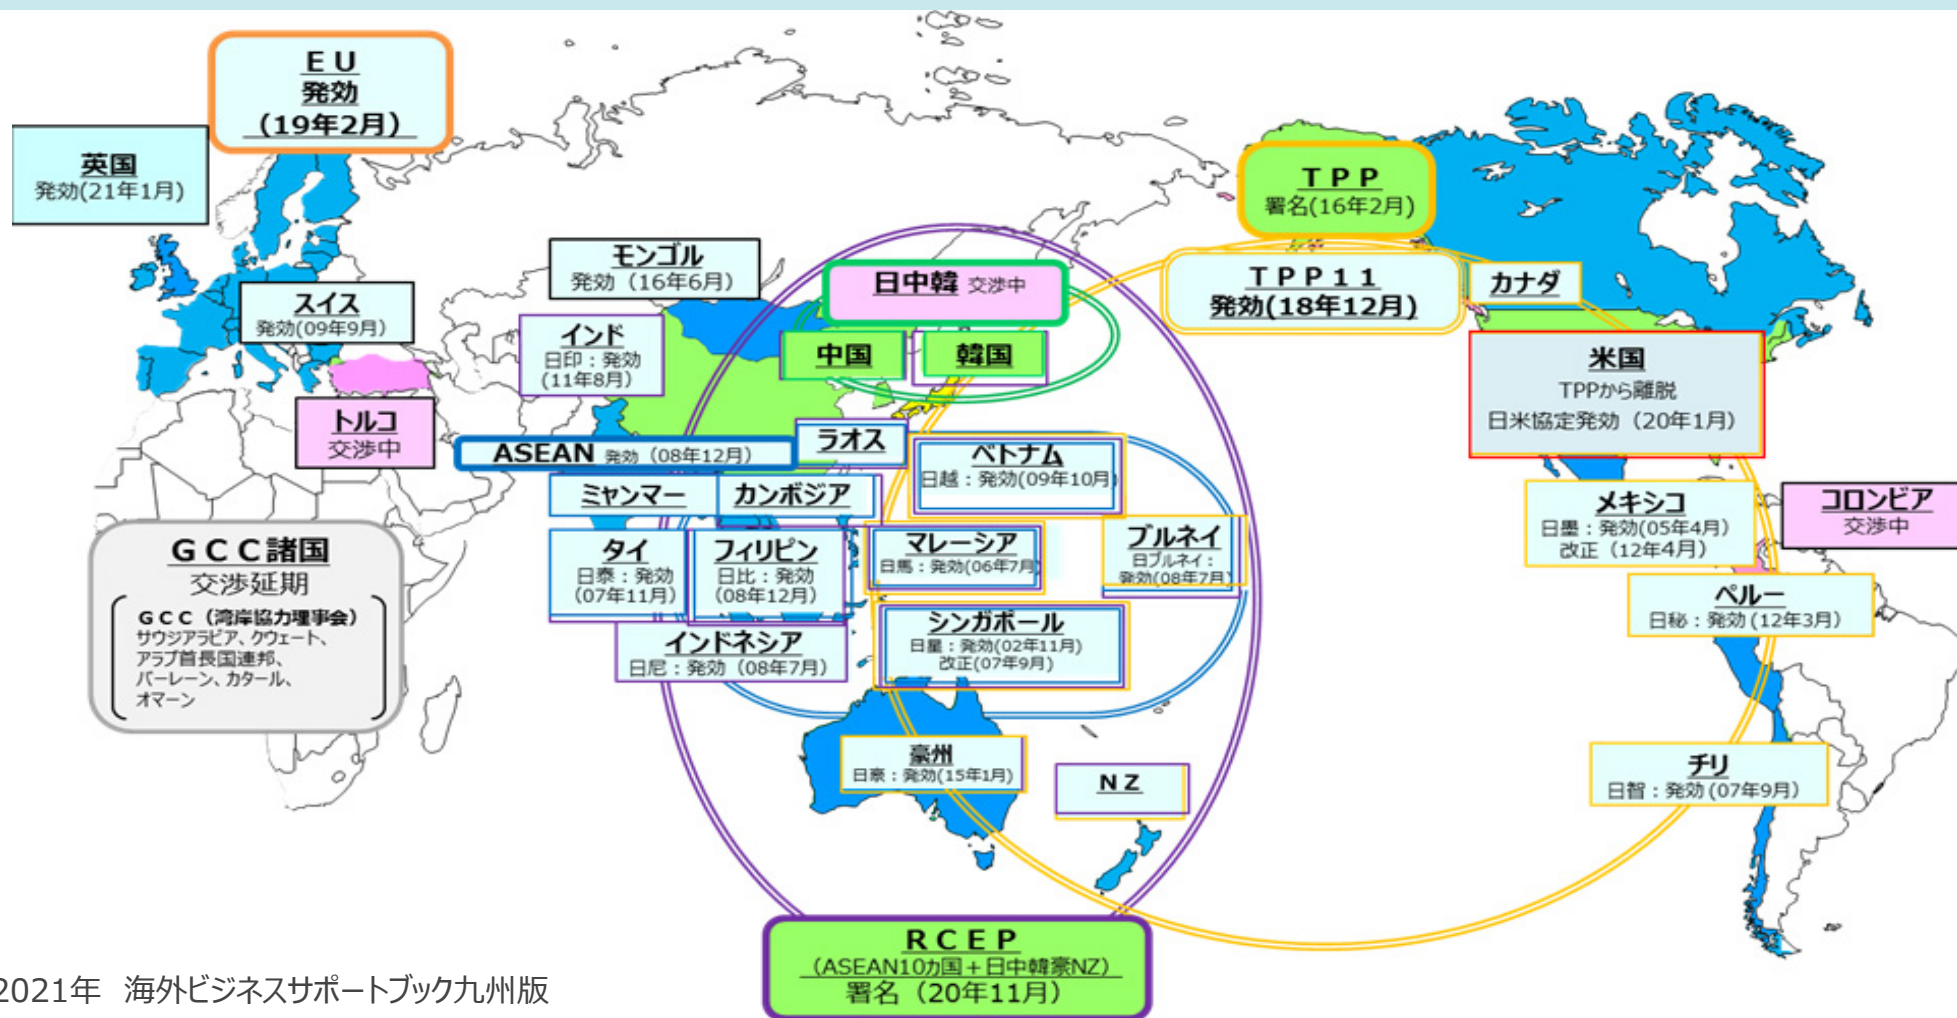 ＥＵ
発効
（19年2月）
英国
発効(21年1月)
スイス
発効(09年9月)
トルコ
交渉中
ＧＣＣ諸国
交渉延期
ＧＣＣ（湾岸協力理事会）
サウジアラビア、クウェート、
アラブ首長国連邦、
バーレーン、カタール、
オマーン
モンゴル
発効（16年6月）
インド
日印：発効
(11年8月)
日中韓 交渉中
中国
韓国
ASEAN 発効（08年12月）
ラオス
ミャンマー
カンボジア
ベトナム
日越：発効(09年10月)
タイ
日泰：発効
（07年11月）
フィリピン
日比：発効
（08年12月）
マレーシア
日馬：発効(06年7月)
ブルネイ
日ブルネイ：
発効(08年7月)
インドネシア
日尼：発効（08年7月）
シンガポール
日星：発効(02年11月)
改正(07年9月)
豪州
日豪：発効(15年1月)
ＮＺ
ＲＣＥＰ
（ASEAN10カ国＋日中韓豪NZ）
署名（20年11月）
ＴＰＰ
署名(16年2月)
ＴＰＰ１１
発効(18年12月)
カナダ
米国
TPPから離脱
日米協定発効（20年1月）
メキシコ
日墨：発効(05年4月)
改正（12年4月）
コロンビア
交渉中
ペルー
日秘：発効(12年3月)
チリ
日智：発効(07年9月)
2021年 海外ビジネスサポートブック九州版